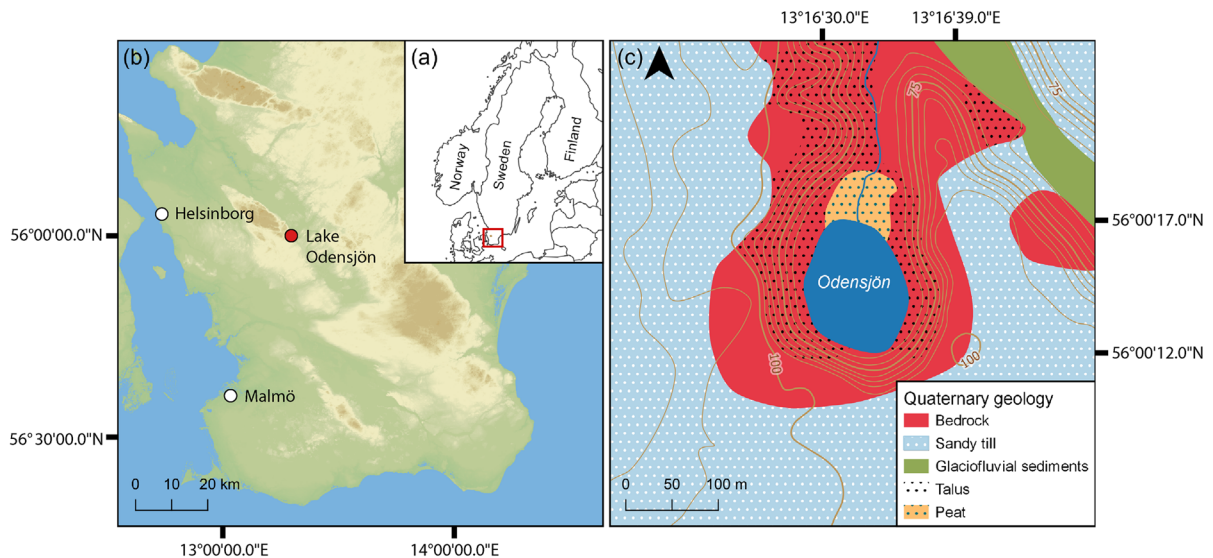 13°16'30.0"E 13°16'39.0"E
(b)
(a)
Norway
Sweden
Finland
Helsinborg
Lake
Odensjön
Malmö
56°00'00.0"N
56°30'00.0"N
0 10 20 km
13°00'00.0"E 14°00'00.0"E
(c)
75
75
Odensjön
100
100
56°00'17.0"N
56°00'12.0"N
0 50 100 m
Quaternary geology
Bedrock
Sandy till
Glaciofluvial sediments
Talus
Peat